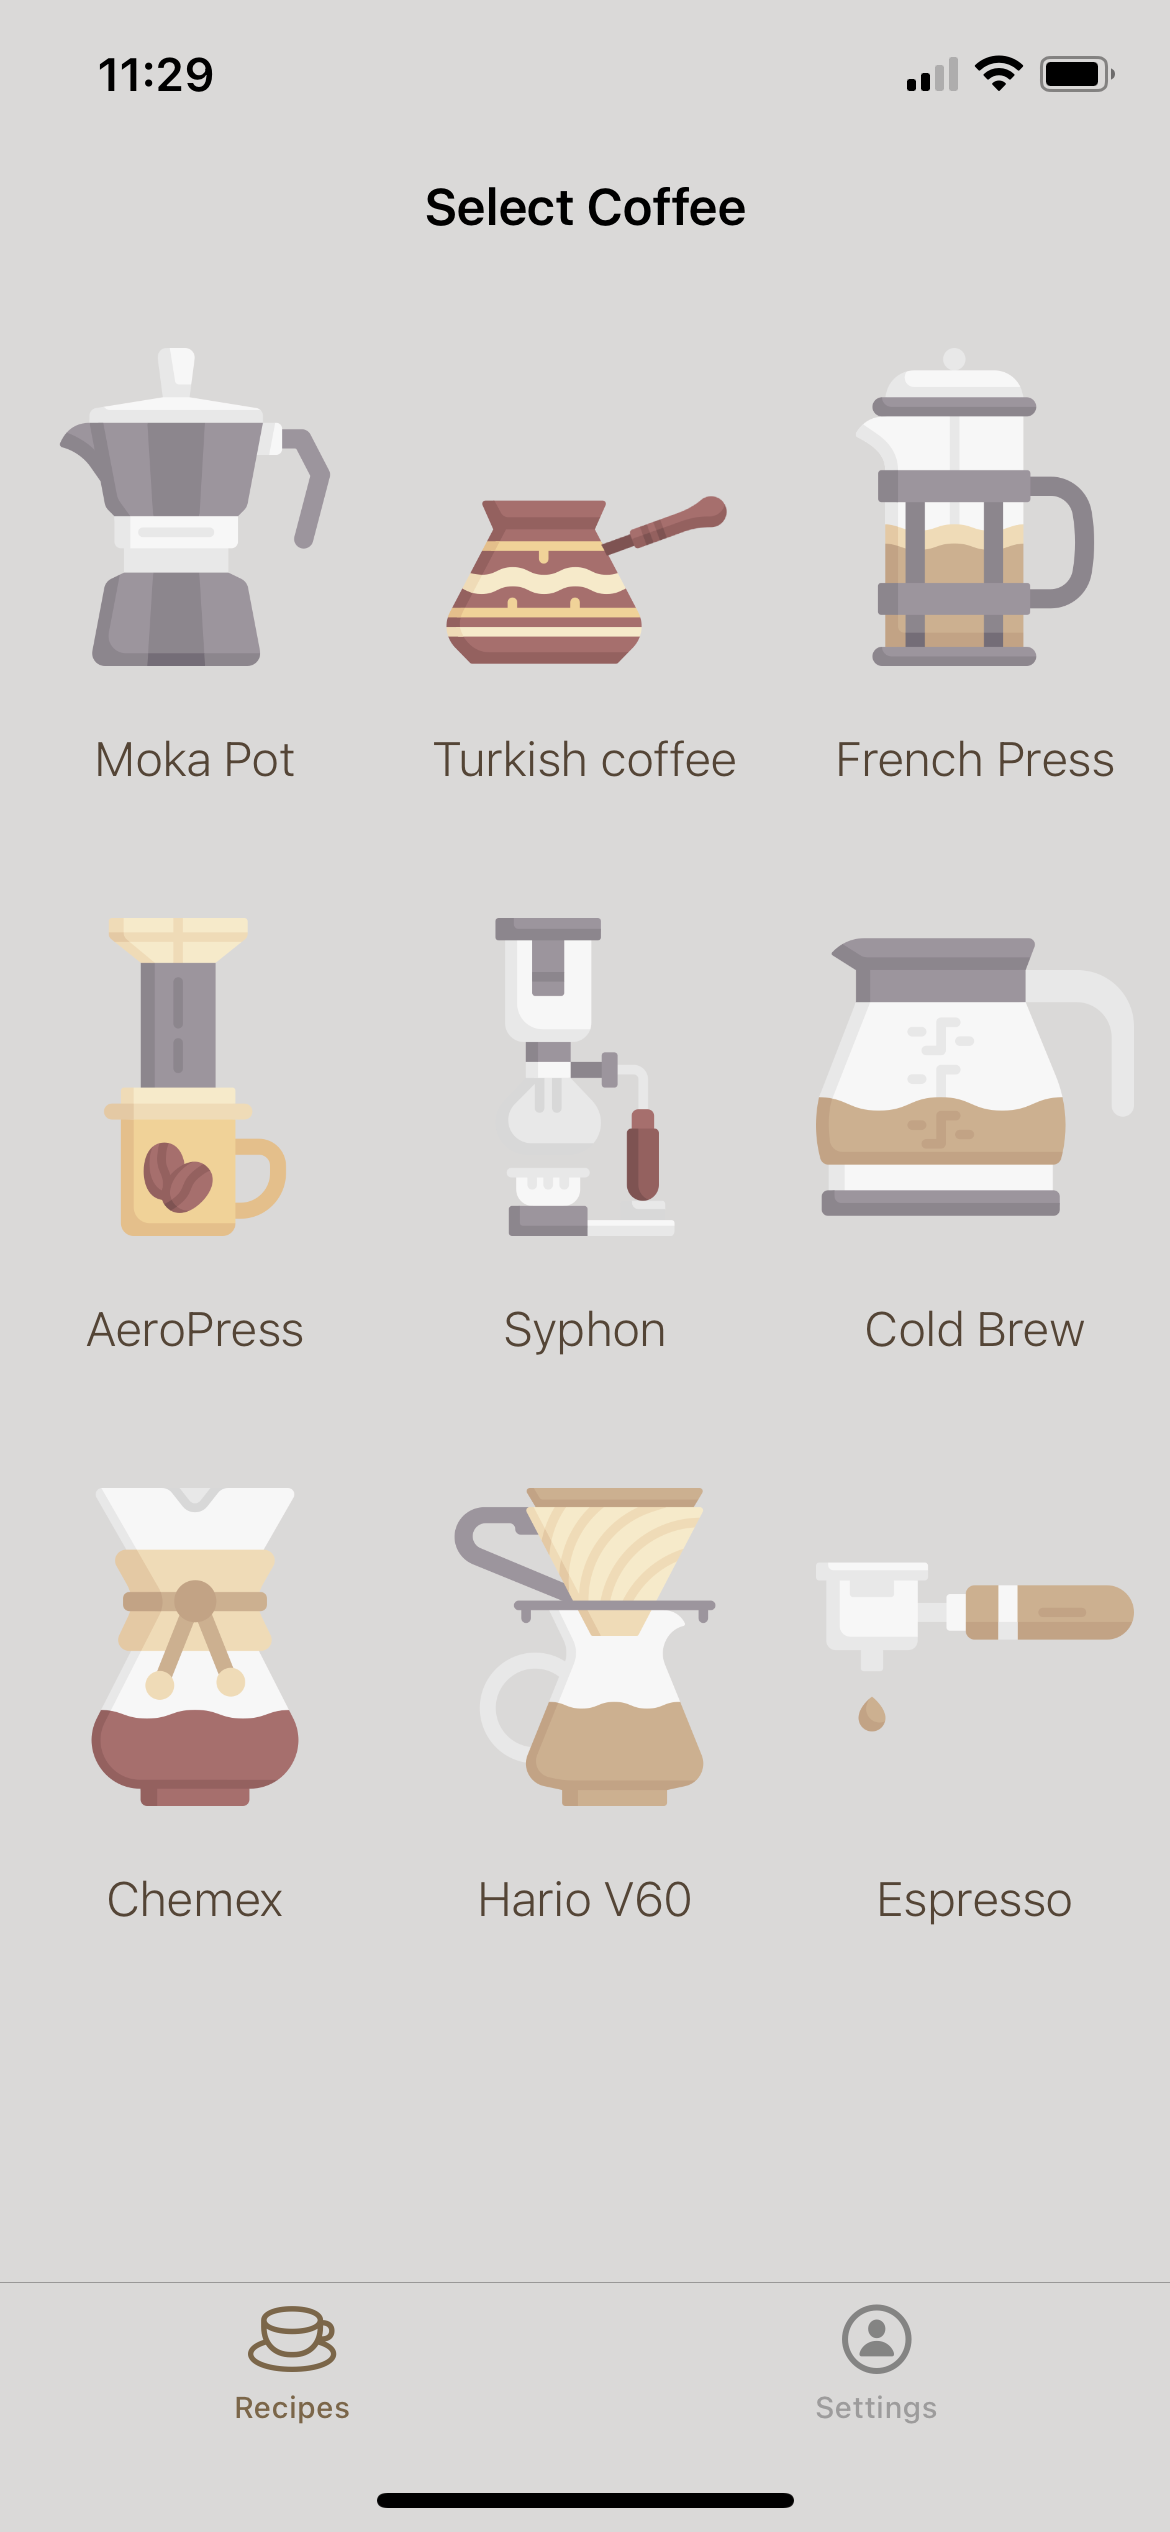 11:29
Select Coffee
Moka Pot
Turkish coffee
French Press
AeroPress
Syphon
Cold Brew
Chemex
Hario V60
Espresso
Recipes
Settings